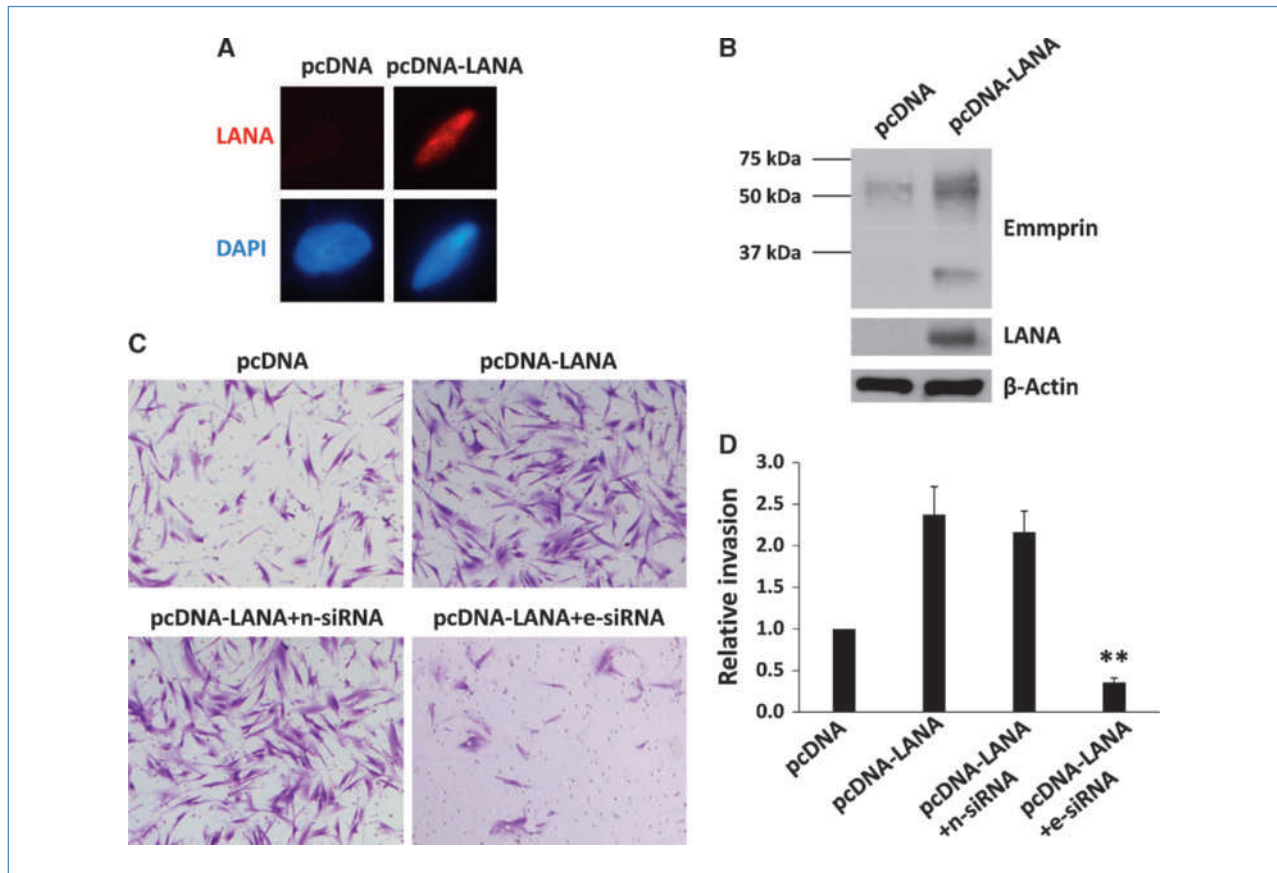 A
pcDNA pcDNA-LANA
LANA
DAPI
B
pcDNA pcDNA-LANA
75 kDa
50 kDa
37 kDa
Emmprin
LANA
β-Actin
C
pcDNA pcDNA-LANA
pcDNA-LANA+n-siRNA pcDNA-LANA+e-siRNA
D
Relative invasion
3.0
2.5
2.0
1.5
1.0
0.5
0.0
**
pcDNA
pcDNA-LANA
pcDNA-LANA
+n-siRNA
pcDNA-LANA
+e-siRNA